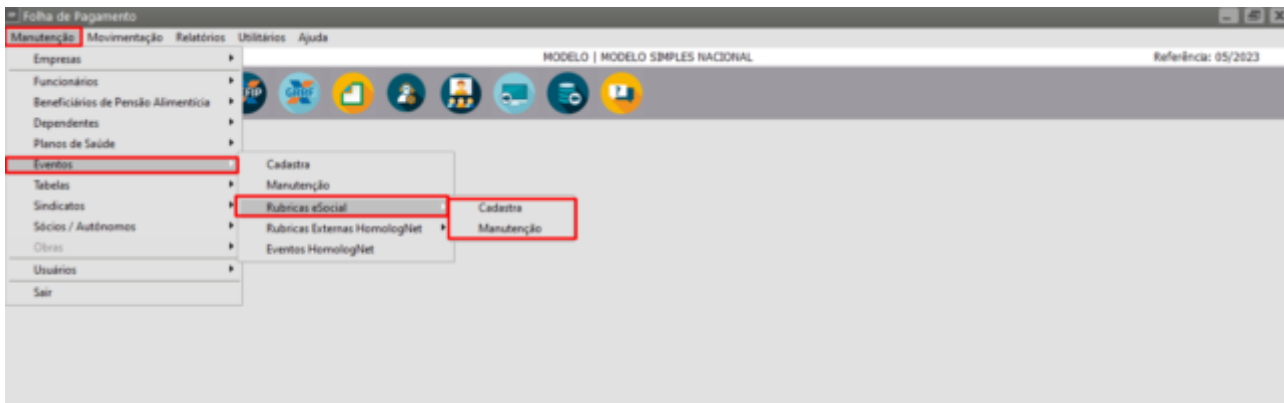 Folha de Pagamento
Manutenção Movimentação Relatórios Utilitários Ajuda
MODELO | MODELO SIMPLES NACIONAL Referência: 05/2023
Empresas
Funcionários
Beneficiários de Pensão Alimentícia
Dependentes
Planos de Saúde
Eventos
Tabelas
Sindicatos
Sócios / Autônomos
Obras
Usuários
Sair
Cadastra
Manutenção
Rubricas eSocial
Rubricas Externas HomologNet
Eventos HomologNet
Cadastra
Manutenção
FIP
GRRF